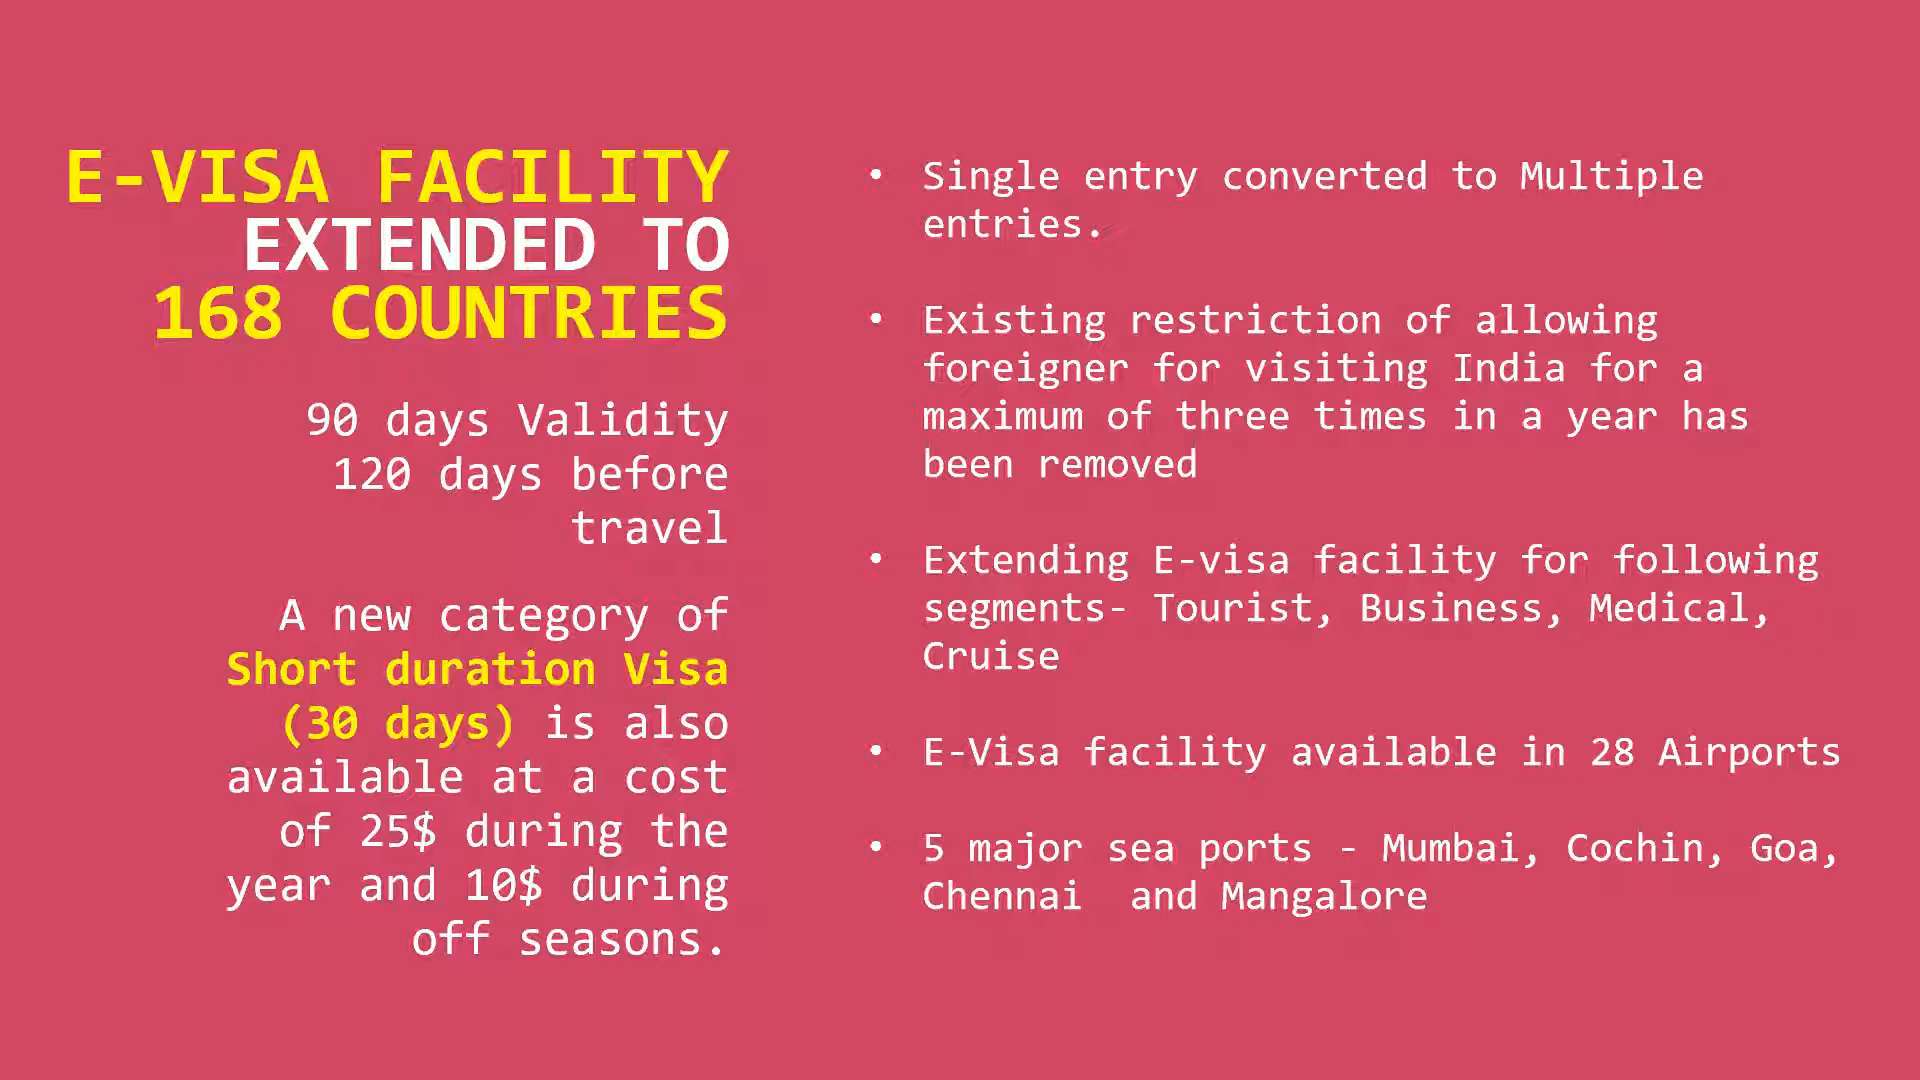 E-VISA FACILITY
EXTENDED TO
168 COUNTRIES
90 days Validity
120 days before
travel
A new category of
Short duration Visa
(30 days) is also
available at a cost
of 25$ during the
year and 10$ during
off seasons.
• Single entry converted to Multiple
entries.
• Existing restriction of allowing
foreigner for visiting India for a
maximum of three times in a year has
been removed
• Extending E-visa facility for following
segments- Tourist, Business, Medical,
Cruise
• E-Visa facility available in 28 Airports
• 5 major sea ports - Mumbai, Cochin, Goa,
Chennai  and Mangalore